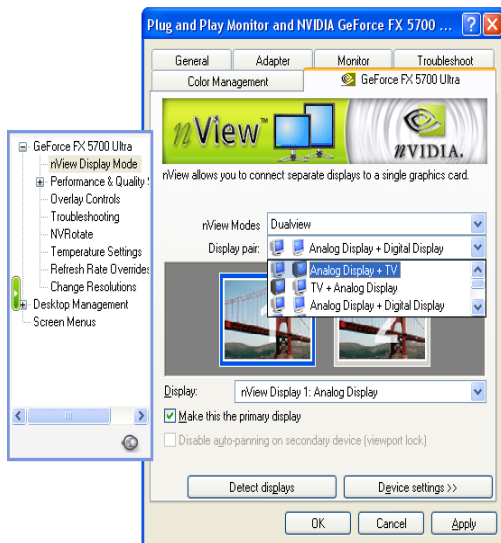 Plug and Play Monitor and NVIDIA GeForce FX 5700 ...
General Adapter Monitor Troubleshoot
Color Management GeForce FX 5700 Ultra
nView™
NVIDIA.
nView allows you to connect separate displays to a single graphics card.
nView Modes Dualview
Display pair: Analog Display + Digital Display
Analog Display + TV
TV + Analog Display
Analog Display + Digital Display
Display: nView Display 1: Analog Display
Make this the primary display
Disable auto-panning on secondary device (viewport lock)
Detect displays Device settings >>
OK Cancel Apply
GeForce FX 5700 Ultra
nView Display Mode
Performance & Quality
Overlay Controls
Troubleshooting
NVRotate
Temperature Settings
Refresh Rate Overrides
Change Resolutions
Desktop Management
Screen Menus